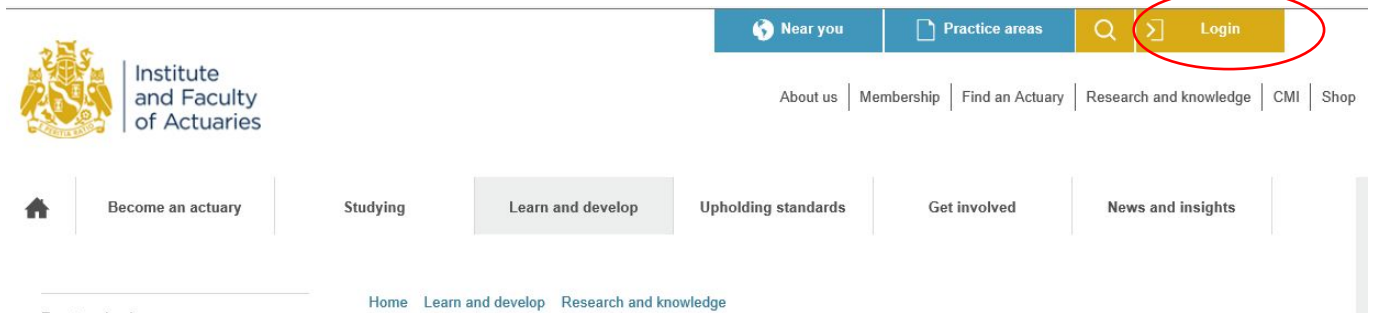 Near you
Practice areas
Login
Institute
and Faculty
of Actuaries
About us
Membership
Find an Actuary
Research and knowledge
CMI
Shop
Become an actuary
Studying
Learn and develop
Upholding standards
Get involved
News and insights
Home Learn and develop Research and knowledge